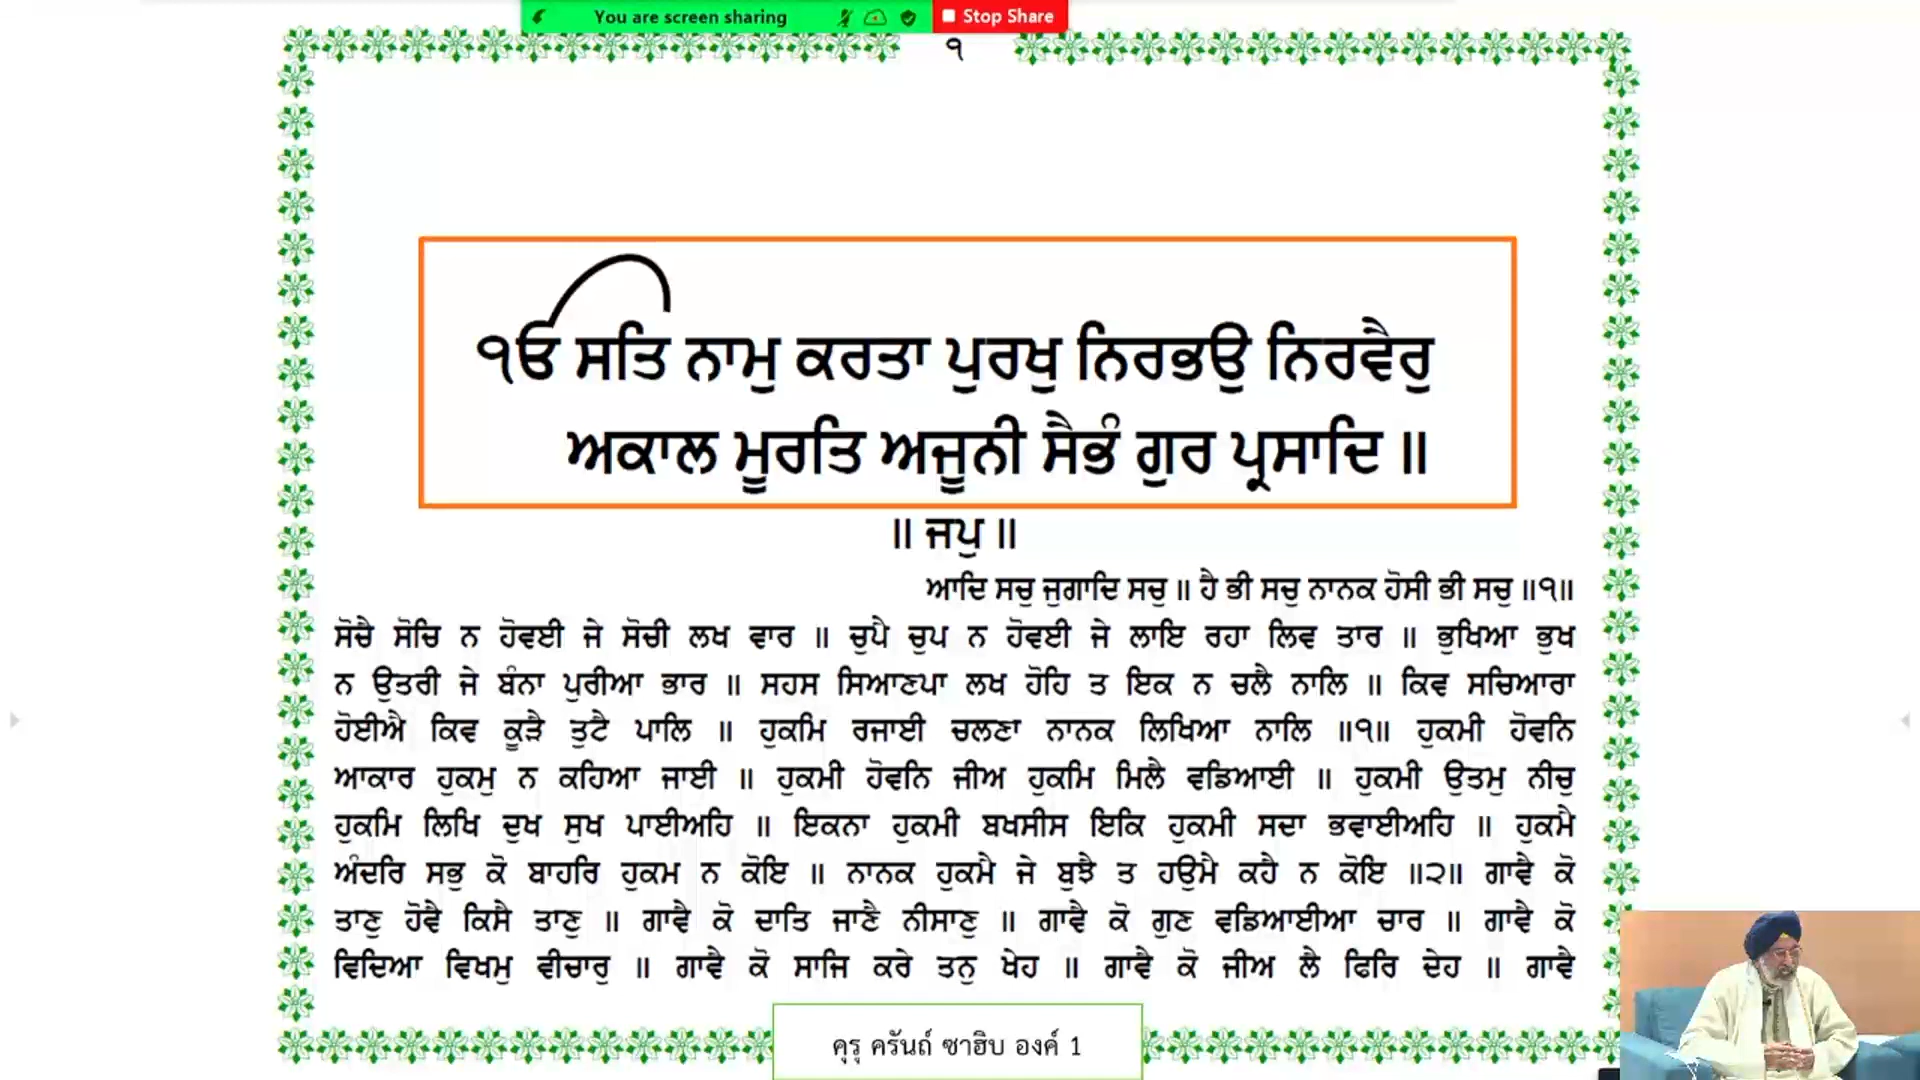 You are screen sharing Stop Share
੧
ੴ ਸਤਿ ਨਾਮੁ ਕਰਤਾ ਪੁਰਖੁ ਨਿਰਭਉ ਨਿਰਵੈਰੁ
ਅਕਾਲ ਮੂਰਤਿ ਅਜੂਨੀ ਸੈਭੰ ਗੁਰ ਪ੍ਰਸਾਦਿ ॥
॥ ਜਪੁ ॥
ਆਦਿ ਸਚੁ ਜੁਗਾਦਿ ਸਚੁ ॥ ਹੈ ਭੀ ਸਚੁ ਨਾਨਕ ਹੋਸੀ ਭੀ ਸਚੁ ॥੧॥
ਸੋਚੈ ਸੋਚਿ ਨ ਹੋਵਈ ਜੇ ਸੋਚੀ ਲਖ ਵਾਰ ॥ ਚੁਪੈ ਚੁਪ ਨ ਹੋਵਈ ਜੇ ਲਾਇ ਰਹਾ ਲਿਵ ਤਾਰ ॥ ਭੁਖਿਆ ਭੁਖ
ਨ ਉਤਰੀ ਜੇ ਬੰਨਾ ਪੁਰੀਆ ਭਾਰ ॥ ਸਹਸ ਸਿਆਣਪਾ ਲਖ ਹੋਹਿ ਤ ਇਕ ਨ ਚਲੈ ਨਾਲਿ ॥ ਕਿਵ ਸਚਿਆਰਾ
ਹੋਈਐ ਕਿਵ ਕੂੜੈ ਤੁਟੈ ਪਾਲਿ ॥ ਹੁਕਮਿ ਰਜਾਈ ਚਲਣਾ ਨਾਨਕ ਲਿਖਿਆ ਨਾਲਿ ॥੧॥ ਹੁਕਮੀ ਹੋਵਨਿ
ਆਕਾਰ ਹੁਕਮੁ ਨ ਕਹਿਆ ਜਾਈ ॥ ਹੁਕਮੀ ਹੋਵਨਿ ਜੀਅ ਹੁਕਮਿ ਮਿਲੈ ਵਡਿਆਈ ॥ ਹੁਕਮੀ ਉਤਮੁ ਨੀਚੁ
ਹੁਕਮਿ ਲਿਖਿ ਦੁਖ ਸੁਖ ਪਾਈਅਹਿ ॥ ਇਕਨਾ ਹੁਕਮੀ ਬਖਸੀਸ ਇਕਿ ਹੁਕਮੀ ਸਦਾ ਭਵਾਈਅਹਿ ॥ ਹੁਕਮੈ
ਅੰਦਰਿ ਸਭੁ ਕੋ ਬਾਹਰਿ ਹੁਕਮ ਨ ਕੋਇ ॥ ਨਾਨਕ ਹੁਕਮੈ ਜੇ ਬੁਝੈ ਤ ਹਉਮੈ ਕਹੈ ਨ ਕੋਇ ॥੨॥ ਗਾਵੈ ਕੋ
ਤਾਣੁ ਹੋਵੈ ਕਿਸੈ ਤਾਣੁ ॥ ਗਾਵੈ ਕੋ ਦਾਤਿ ਜਾਣੈ ਨੀਸਾਣੁ ॥ ਗਾਵੈ ਕੋ ਗੁਣ ਵਡਿਆਈਆ ਚਾਰ ॥ ਗਾਵੈ ਕੋ
ਵਿਦਿਆ ਵਿਖਮੁ ਵੀਚਾਰੁ ॥ ਗਾਵੈ ਕੋ ਸਾਜਿ ਕਰੇ ਤਨੁ ਖੇਹ ॥ ਗਾਵੈ ਕੋ ਜੀਅ ਲੈ ਫਿਰਿ ਦੇਹ ॥ ਗਾਵੈ
คุรุ ครันถ์ ซาฮิบ องค์ 1